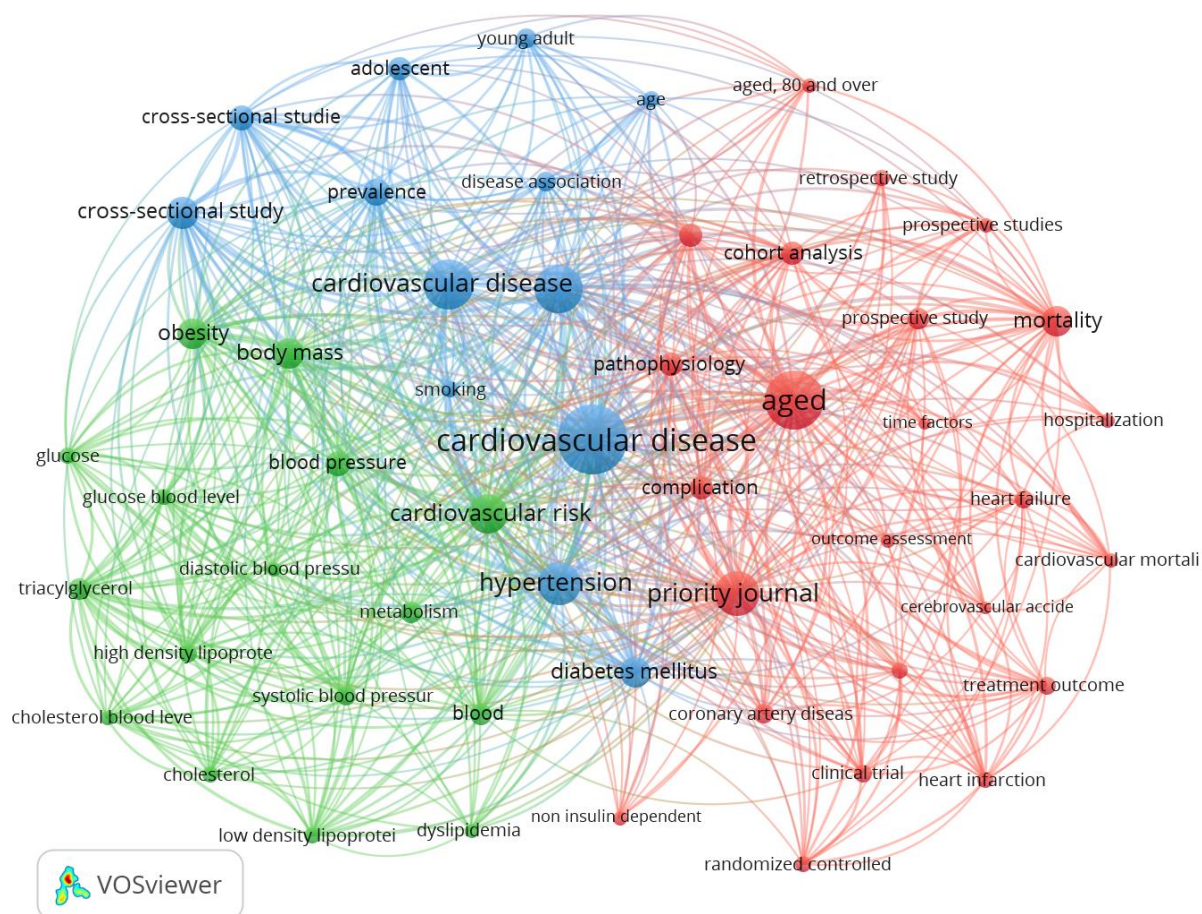 young adult
adolescent
aged, 80 and over
age
cross-sectional studie
retrospective study
disease association
prevalence
cross-sectional study
prospective studies
cohort analysis
cardiovascular disease
prospective study
mortality
obesity
body mass
pathophysiology
smoking
aged
time factors
hospitalization
cardiovascular disease
glucose
blood pressure
complication
glucose blood level
heart failure
cardiovascular risk
outcome assessment
cardiovascular mortali
diastolic blood pressu
hypertension
triacylglycerol
priority journal
metabolism
cerebrovascular accide
high density lipoprote
diabetes mellitus
treatment outcome
systolic blood pressur
blood
coronary artery diseas
cholesterol blood leve
cholesterol
clinical trial
heart infarction
non insulin dependent
low density lipoprotei
dyslipidemia
randomized controlled
VOSviewer